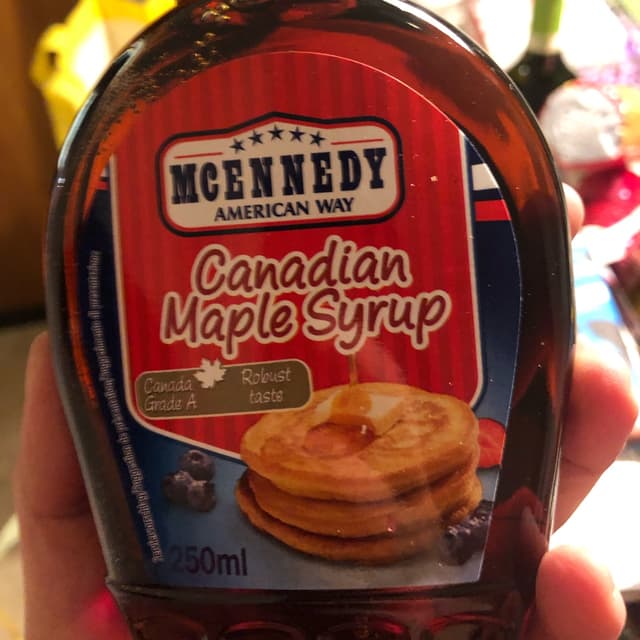 MCENNEDY
AMERICAN WAY
Canadian
Maple Syrup
Canada
Grade A
Robust
taste
250ml